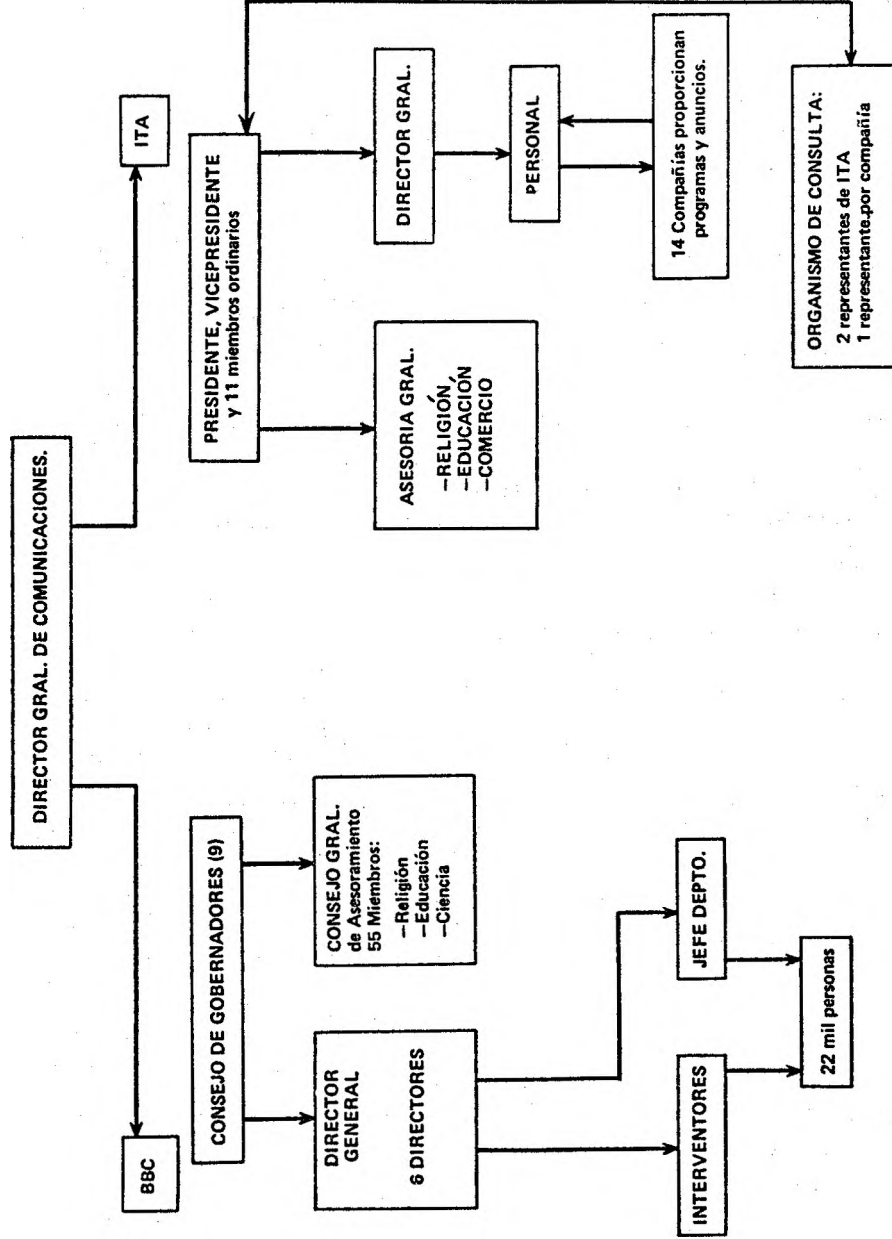 DIRECTOR GRAL. DE COMUNICACIONES.
BBC
ITA
CONSEJO DE GOBERNADORES (9)
DIRECTOR
GENERAL
6 DIRECTORES
CONSEJO GRAL.
de Asesoramiento
55 Miembros:
—Religión
—Educación
—Ciencia
INTERVENTORES
JEFE DEPTO.
22 mil personas
PRESIDENTE, VICEPRESIDENTE
y 11 miembros ordinarios
ASESORIA GRAL.
—RELIGIÓN,
—EDUCACIÓN
—COMERCIO
DIRECTOR GRAL.
PERSONAL
14 Compañías proporcionan
programas y anuncios.
ORGANISMO DE CONSULTA:
2 representantes de ITA
1 representante.por compañía